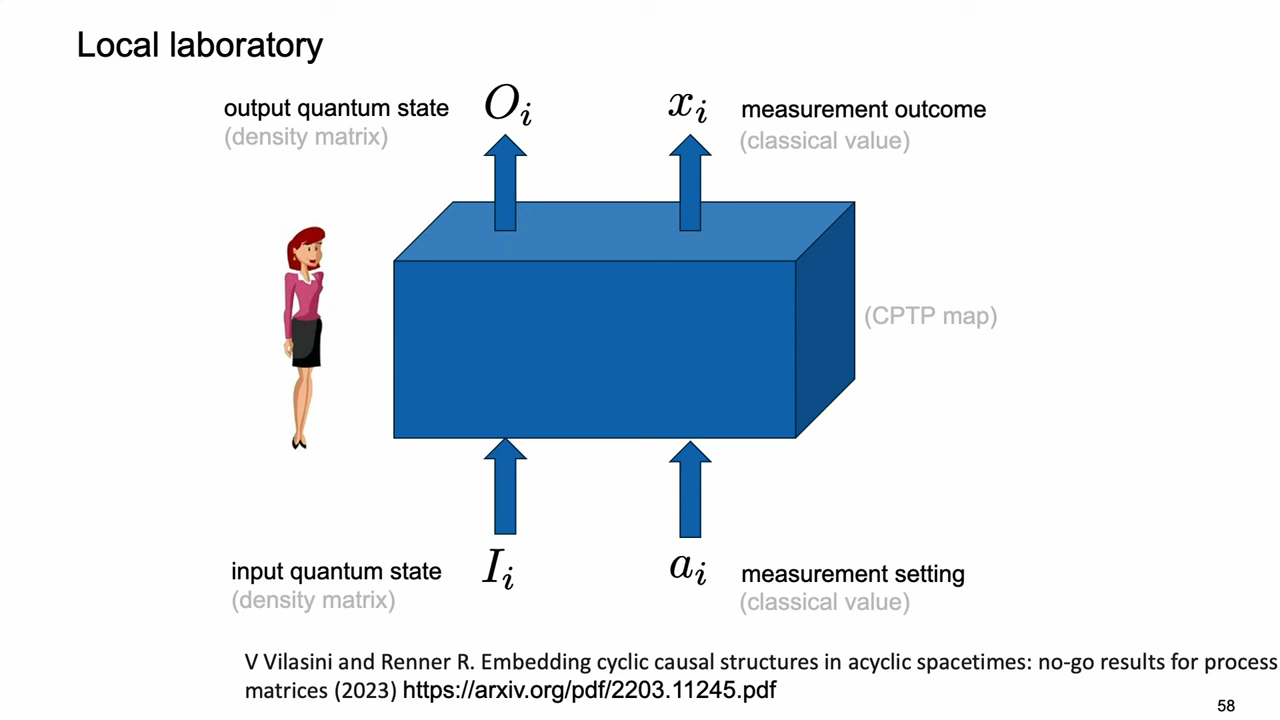 Local laboratory
output quantum state
(density matrix)
Oᵢ
xᵢ
measurement outcome
(classical value)
(CPTP map)
input quantum state
(density matrix)
Iᵢ
aᵢ
measurement setting
(classical value)
V Vilasini and Renner R. Embedding cyclic causal structures in acyclic spacetimes: no-go results for process
matrices (2023) https://arxiv.org/pdf/2203.11245.pdf
58